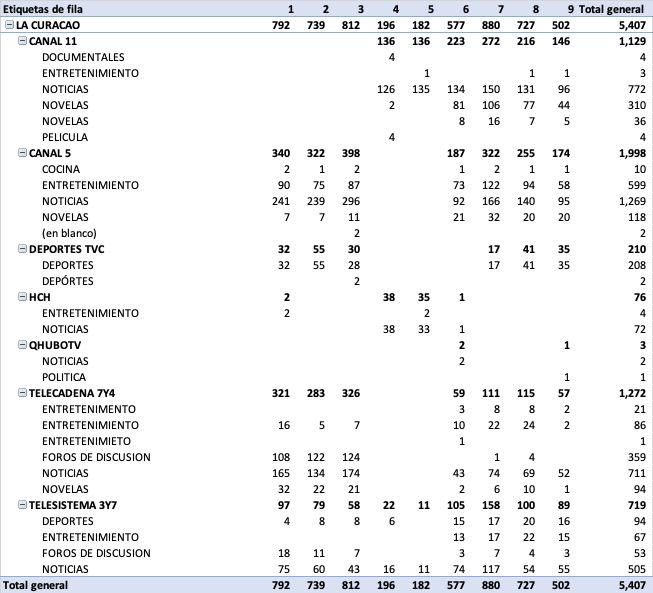 Etiquetas de fila 1 2 3 4 5 6 7 8 9 Total general
LA CURACAO 792 739 812 196 182 577 880 727 502 5,407
CANAL 11 136 136 223 272 216 146 1,129
DOCUMENTALES 4 4
ENTRETENIMIENTO 1 1 1 3
NOTICIAS 126 135 134 150 131 96 772
NOVELAS 2 81 106 77 44 310
NOVELAS 8 16 7 5 36
PELICULA 4 4
CANAL 5 340 322 398 187 322 255 174 1,998
COCINA 2 1 2 1 2 1 1 10
ENTRETENIMIENTO 90 75 87 73 122 94 58 599
NOTICIAS 241 239 296 92 166 140 95 1,269
NOVELAS 7 7 11 21 32 20 20 118
(en blanco) 2 2
DEPORTES TVC 32 55 30 17 41 35 210
DEPORTES 32 55 28 17 41 35 208
DEPÓRTES 2 2
HCH 2 38 35 1 76
ENTRETENIMIENTO 2 2 4
NOTICIAS 38 33 1 72
QHUBOTV 2 1 3
NOTICIAS 2 2
POLITICA 1 1
TELECADENA 7Y4 321 283 326 59 111 115 57 1,272
ENTRETENIMENTO 3 8 8 2 21
ENTRETENIMIENTO 16 5 7 10 22 24 2 86
ENTRETENIMIETO 1 1
FOROS DE DISCUSION 108 122 124 1 4 359
NOTICIAS 165 134 174 43 74 69 52 711
NOVELAS 32 22 21 2 6 10 1 94
TELESISTEMA 3Y7 97 79 58 22 11 105 158 100 89 719
DEPORTES 4 8 8 6 15 17 20 16 94
ENTRETENIMIENTO 13 17 22 15 67
FOROS DE DISCUSION 18 11 7 3 7 4 3 53
NOTICIAS 75 60 43 16 11 74 117 54 55 505
Total general 792 739 812 196 182 577 880 727 502 5,407